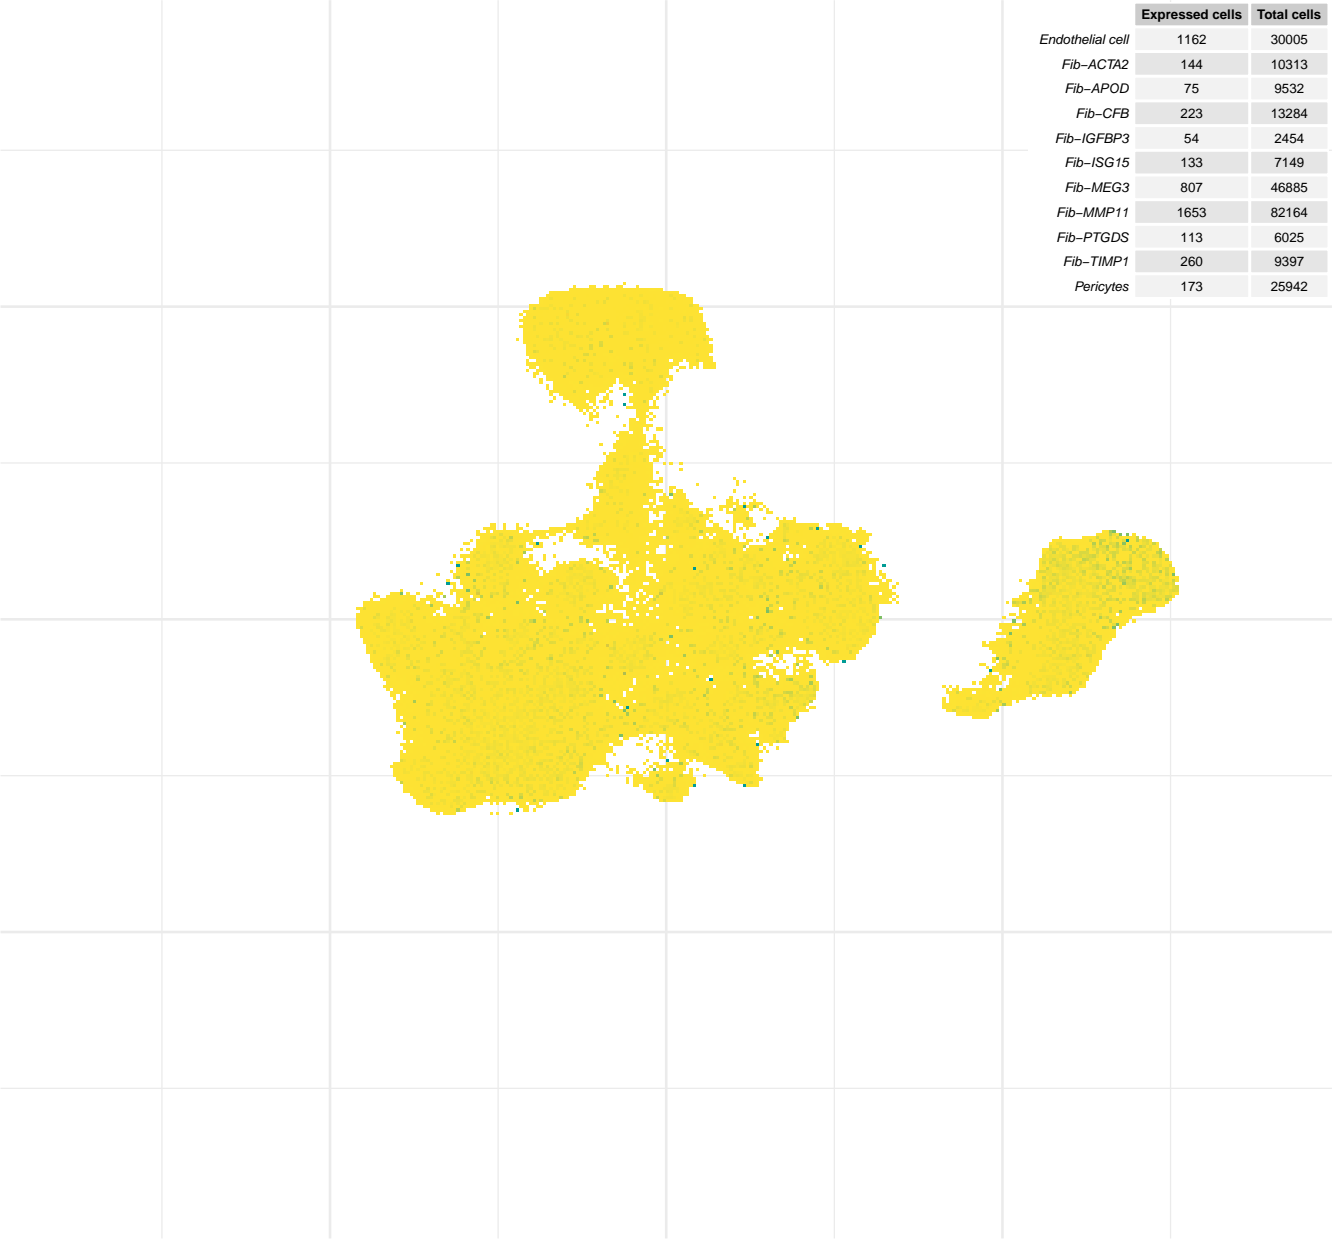 Expressed cells Total cells
Endothelial cell 1162 30005
Fib−ACTA2 144 10313
Fib−APOD 75 9532
Fib−CFB 223 13284
Fib−IGFBP3 54 2454
Fib−ISG15 133 7149
Fib−MEG3 807 46885
Fib−MMP11 1653 82164
Fib−PTGDS 113 6025
Fib−TIMP1 260 9397
Pericytes 173 25942